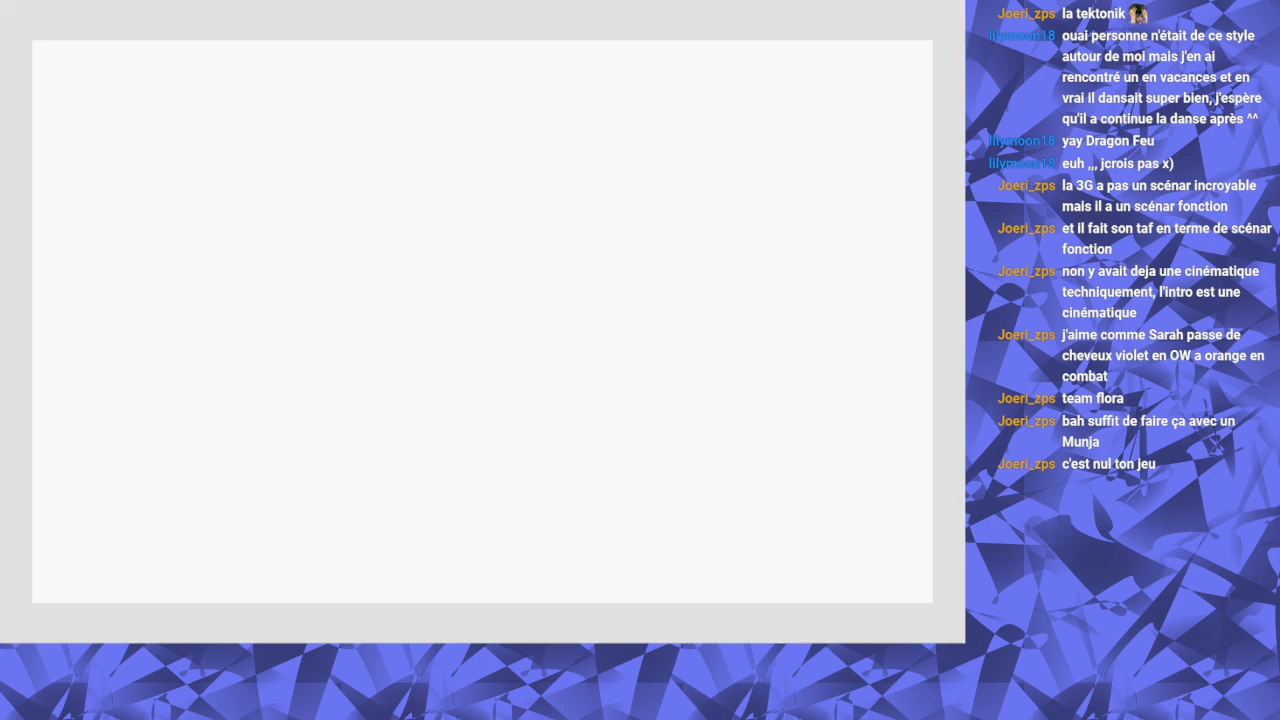 Joeri_zps la tektonik
lilymoon18 ouai personne n'était de ce style
autour de moi mais j'en ai
rencontré un en vacances et en
vrai il dansait super bien, j'espère
qu'il a continue la danse après ^^
lilymoon18 yay Dragon Feu
lilymoon18 euh ,,, jcrois pas x)
Joeri_zps la 3G a pas un scénar incroyable
mais il a un scénar fonction
Joeri_zps et il fait son taf en terme de scénar
fonction
Joeri_zps non y avait deja une cinématique
techniquement, l'intro est une
cinématique
Joeri_zps j'aime comme Sarah passe de
cheveux violet en OW a orange en
combat
Joeri_zps team flora
Joeri_zps bah suffit de faire ça avec un
Munja
Joeri_zps c'est nul ton jeu